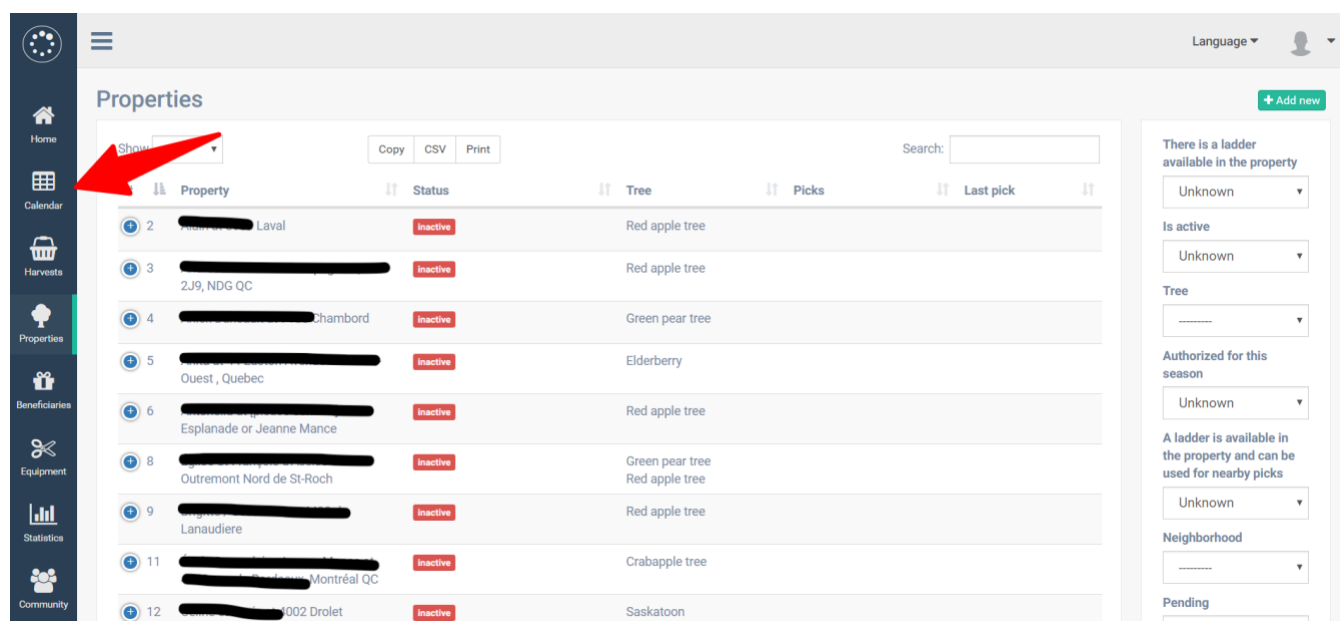 Language
Home
Calendar
Harvests
Properties
Beneficiaries
Equipment
Statistics
Community
Properties
+ Add new
Show
Copy CSV Print
Search:
Property Status Tree Picks Last pick
2 Laval inactive Red apple tree
3 inactive Red apple tree
2J9, NDG QC
4 Chambord inactive Green pear tree
5 inactive Elderberry
Ouest , Quebec
6 inactive Red apple tree
Esplanade or Jeanne Mance
8 inactive Green pear tree
Outremont Nord de St-Roch Red apple tree
9 inactive Red apple tree
Lanaudiere
11 inactive Crabapple tree
Montréal QC
12 4002 Drolet inactive Saskatoon
There is a ladder
available in the property
Unknown
Is active
Unknown
Tree
---------
Authorized for this
season
Unknown
A ladder is available in
the property and can be
used for nearby picks
Unknown
Neighborhood
---------
Pending